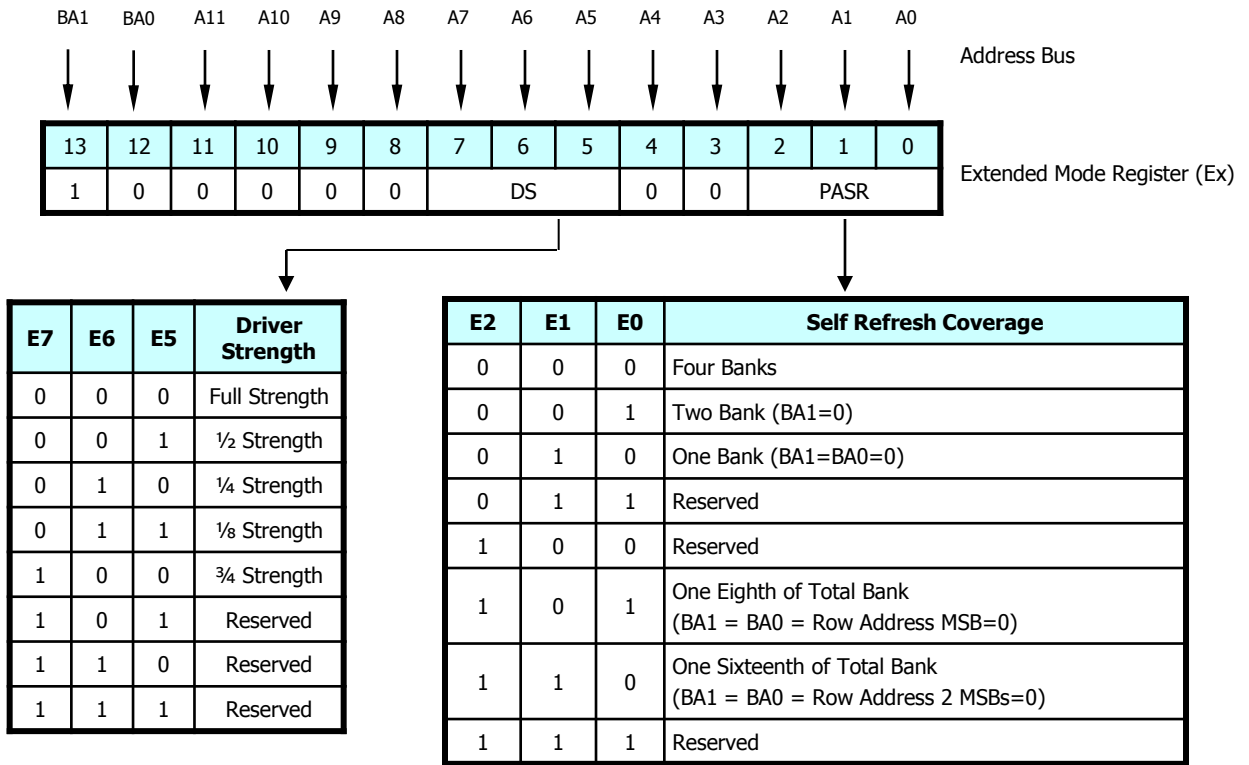 BA1 BA0 A11 A10 A9 A8 A7 A6 A5 A4 A3 A2 A1 A0
Address Bus
13 12 11 10 9 8 7 6 5 4 3 2 1 0
1 0 0 0 0 0 DS 0 0 PASR
Extended Mode Register (Ex)
E7 E6 E5 Driver Strength
0 0 0 Full Strength
0 0 1 ½ Strength
0 1 0 ¼ Strength
0 1 1 ⅛ Strength
1 0 0 ¾ Strength
1 0 1 Reserved
1 1 0 Reserved
1 1 1 Reserved
E2 E1 E0 Self Refresh Coverage
0 0 0 Four Banks
0 0 1 Two Bank (BA1=0)
0 1 0 One Bank (BA1=BA0=0)
0 1 1 Reserved
1 0 0 Reserved
1 0 1 One Eighth of Total Bank
(BA1 = BA0 = Row Address MSB=0)
1 1 0 One Sixteenth of Total Bank
(BA1 = BA0 = Row Address 2 MSBs=0)
1 1 1 Reserved